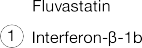 Fluvastatin
1 Interferon-β-1b